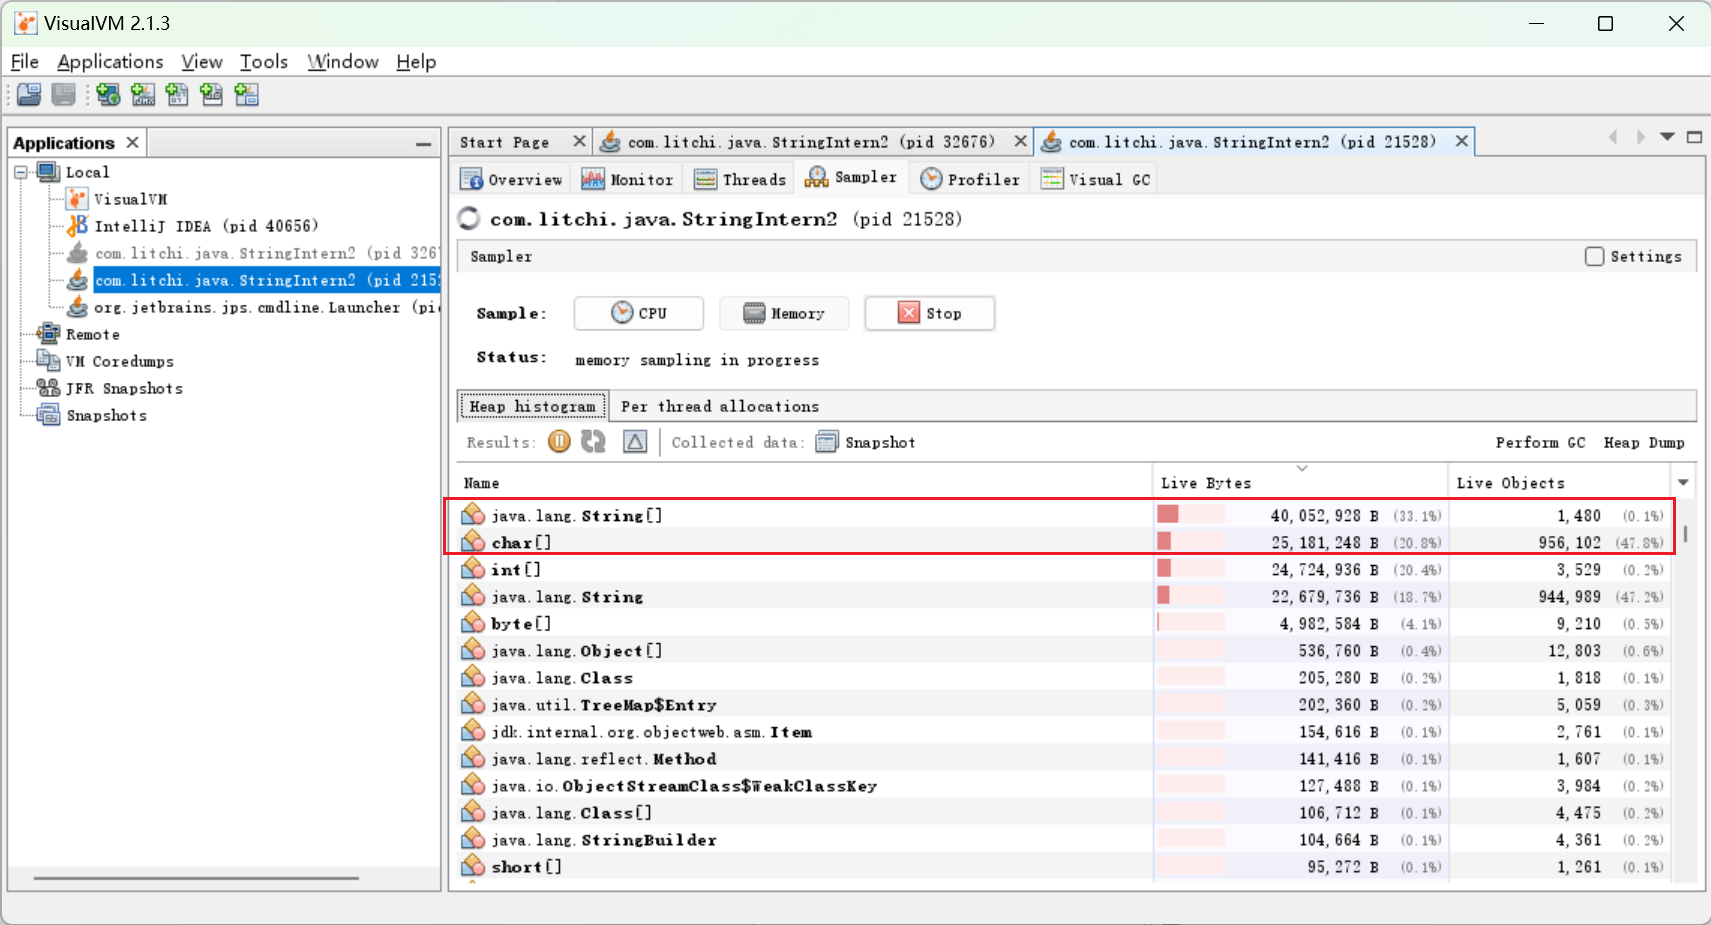 VisualVM 2.1.3
File Applications View Tools Window Help
Applications
Local
VisualVM
IntelliJ IDEA (pid 40656)
com.litchi.java.StringIntern2 (pid 326
com.litchi.java.StringIntern2 (pid 215
org.jetbrains.jps.cmdline.Launcher (pi
Remote
VM Coredumps
JFR Snapshots
Snapshots
Start Page com.litchi.java.StringIntern2 (pid 32676) com.litchi.java.StringIntern2 (pid 21528)
Overview Monitor Threads Sampler Profiler Visual GC
com.litchi.java.StringIntern2 (pid 21528)
Sampler Settings
Sample: CPU Memory Stop
Status: memory sampling in progress
Heap histogram Per thread allocations
Results: Collected data: Snapshot Perform GC Heap Dump
Name Live Bytes Live Objects
java.lang.String[] 40,052,928 B (33.1%) 1,480 (0.1%)
char[] 25,181,248 B (20.8%) 956,102 (47.8%)
int[] 24,724,936 B (20.4%) 3,529 (0.2%)
java.lang.String 22,679,736 B (18.7%) 944,989 (47.2%)
byte[] 4,982,584 B (4.1%) 9,210 (0.5%)
java.lang.Object[] 536,760 B (0.4%) 12,803 (0.6%)
java.lang.Class 205,280 B (0.2%) 1,818 (0.1%)
java.util.TreeMap$Entry 202,360 B (0.2%) 5,059 (0.3%)
jdk.internal.org.objectweb.asm.Item 154,616 B (0.1%) 2,761 (0.1%)
java.lang.reflect.Method 141,416 B (0.1%) 1,607 (0.1%)
java.io.ObjectStreamClass$WeakClassKey 127,488 B (0.1%) 3,984 (0.2%)
java.lang.Class[] 106,712 B (0.1%) 4,475 (0.2%)
java.lang.StringBuilder 104,664 B (0.1%) 4,361 (0.2%)
short[] 95,272 B (0.1%) 1,261 (0.1%)